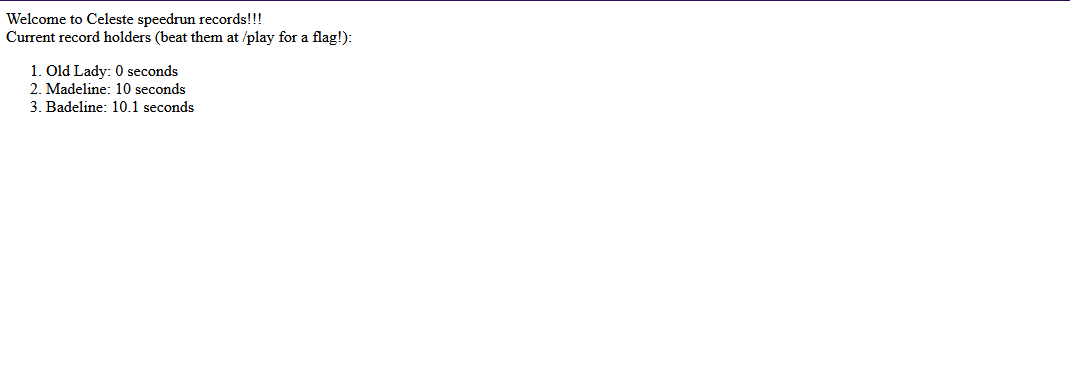 Welcome to Celeste speedrun records!!!
Current record holders (beat them at /play for a flag!):
1. Old Lady: 0 seconds
2. Madeline: 10 seconds
3. Badeline: 10.1 seconds